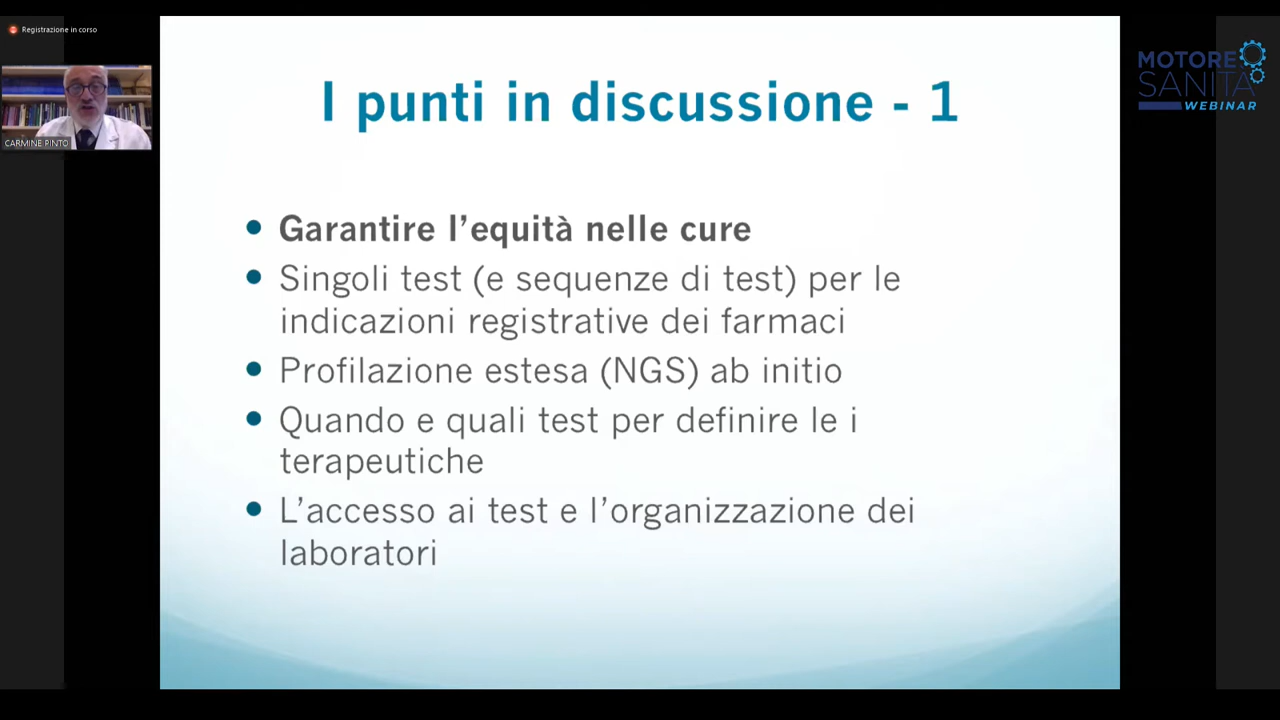 Registrazione in corso
CARMINE PINTO
MOTORE
SANITA'
WEBINAR
I punti in discussione - 1
Garantire l'equità nelle cure
Singoli test (e sequenze di test) per le
indicazioni registrative dei farmaci
Profilazione estesa (NGS) ab initio
Quando e quali test per definire le i
terapeutiche
L'accesso ai test e l'organizzazione dei
laboratori